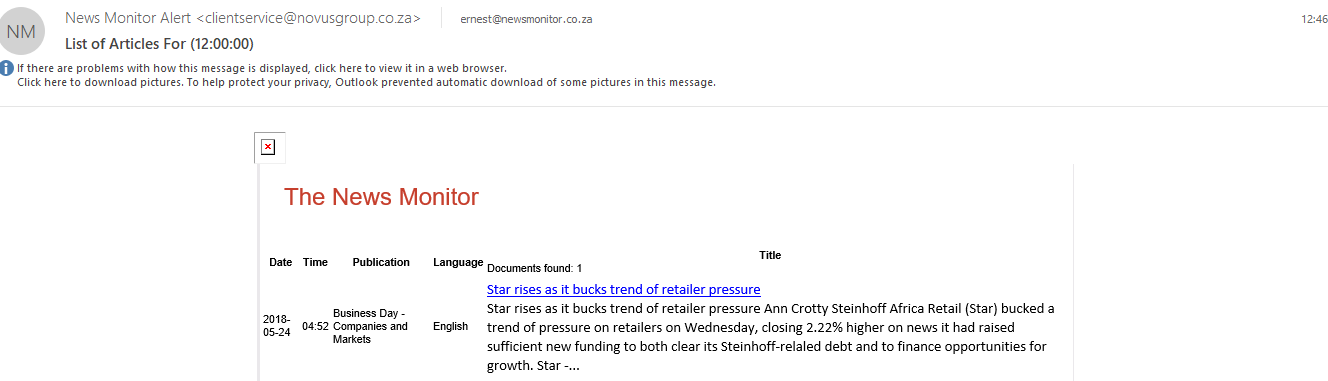 NM
News Monitor Alert <clientservice@novusgroup.co.za>
ernest@newsmonitor.co.za
12:46
List of Articles For (12:00:00)
If there are problems with how this message is displayed, click here to view it in a web browser.
Click here to download pictures. To help protect your privacy, Outlook prevented automatic download of some pictures in this message.
The News Monitor
Date Time Publication Language Title
Documents found: 1
2018-
05-24
04:52
Business Day -
Companies and
Markets
English
Star rises as it bucks trend of retailer pressure
Star rises as it bucks trend of retailer pressure Ann Crotty Steinhoff Africa Retail (Star) bucked a
trend of pressure on retailers on Wednesday, closing 2.22% higher on news it had raised
sufficient new funding to both clear its Steinhoff-relaled debt and to finance opportunities for
growth. Star -...